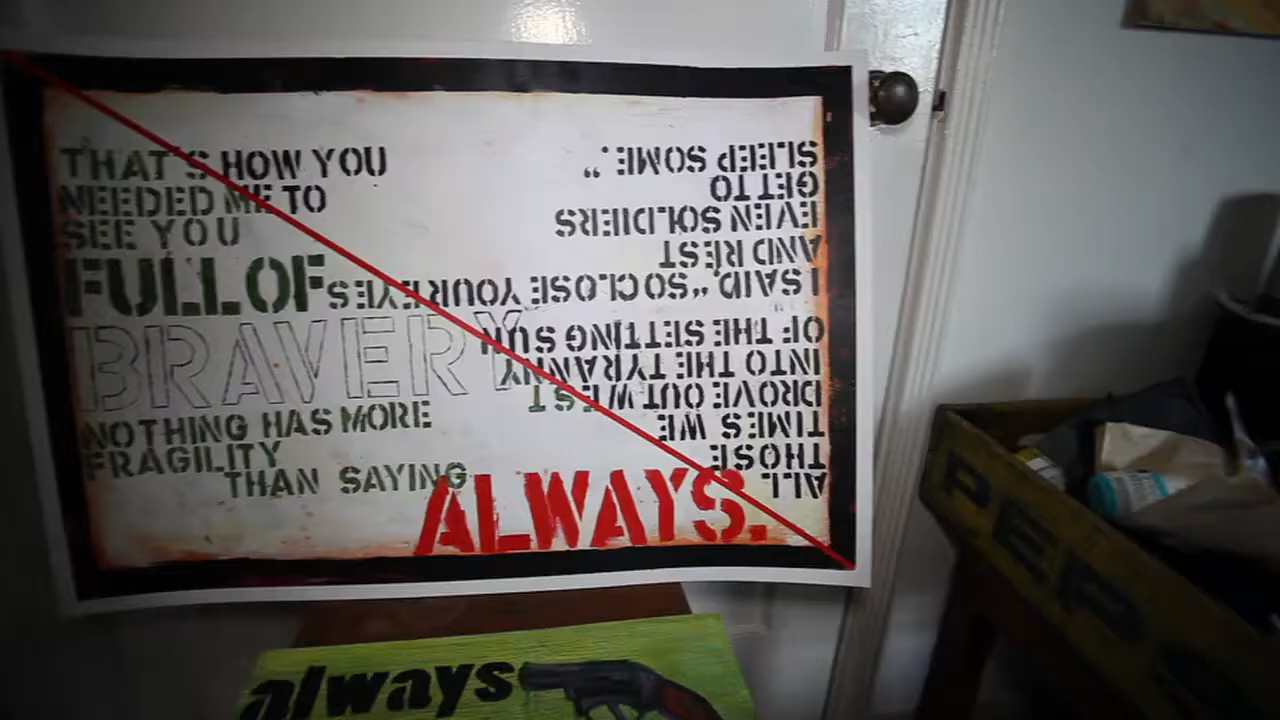 THAT'S HOW YOU
NEEDED ME TO
SEE YOU
FULL OF
BRAVERY
NOTHING HAS MORE
FRAGILITY
THAN SAYING
ALWAYS.
ALL
THOSE
TIMES WE
DROVE OUT WEST
INTO THE TYRANNY
OF THE SETTING SUN
I SAID, "SO CLOSE YOUR EYES
AND REST
EVEN SOLDIERS
GET TO
SLEEP SOME."
always
PEP